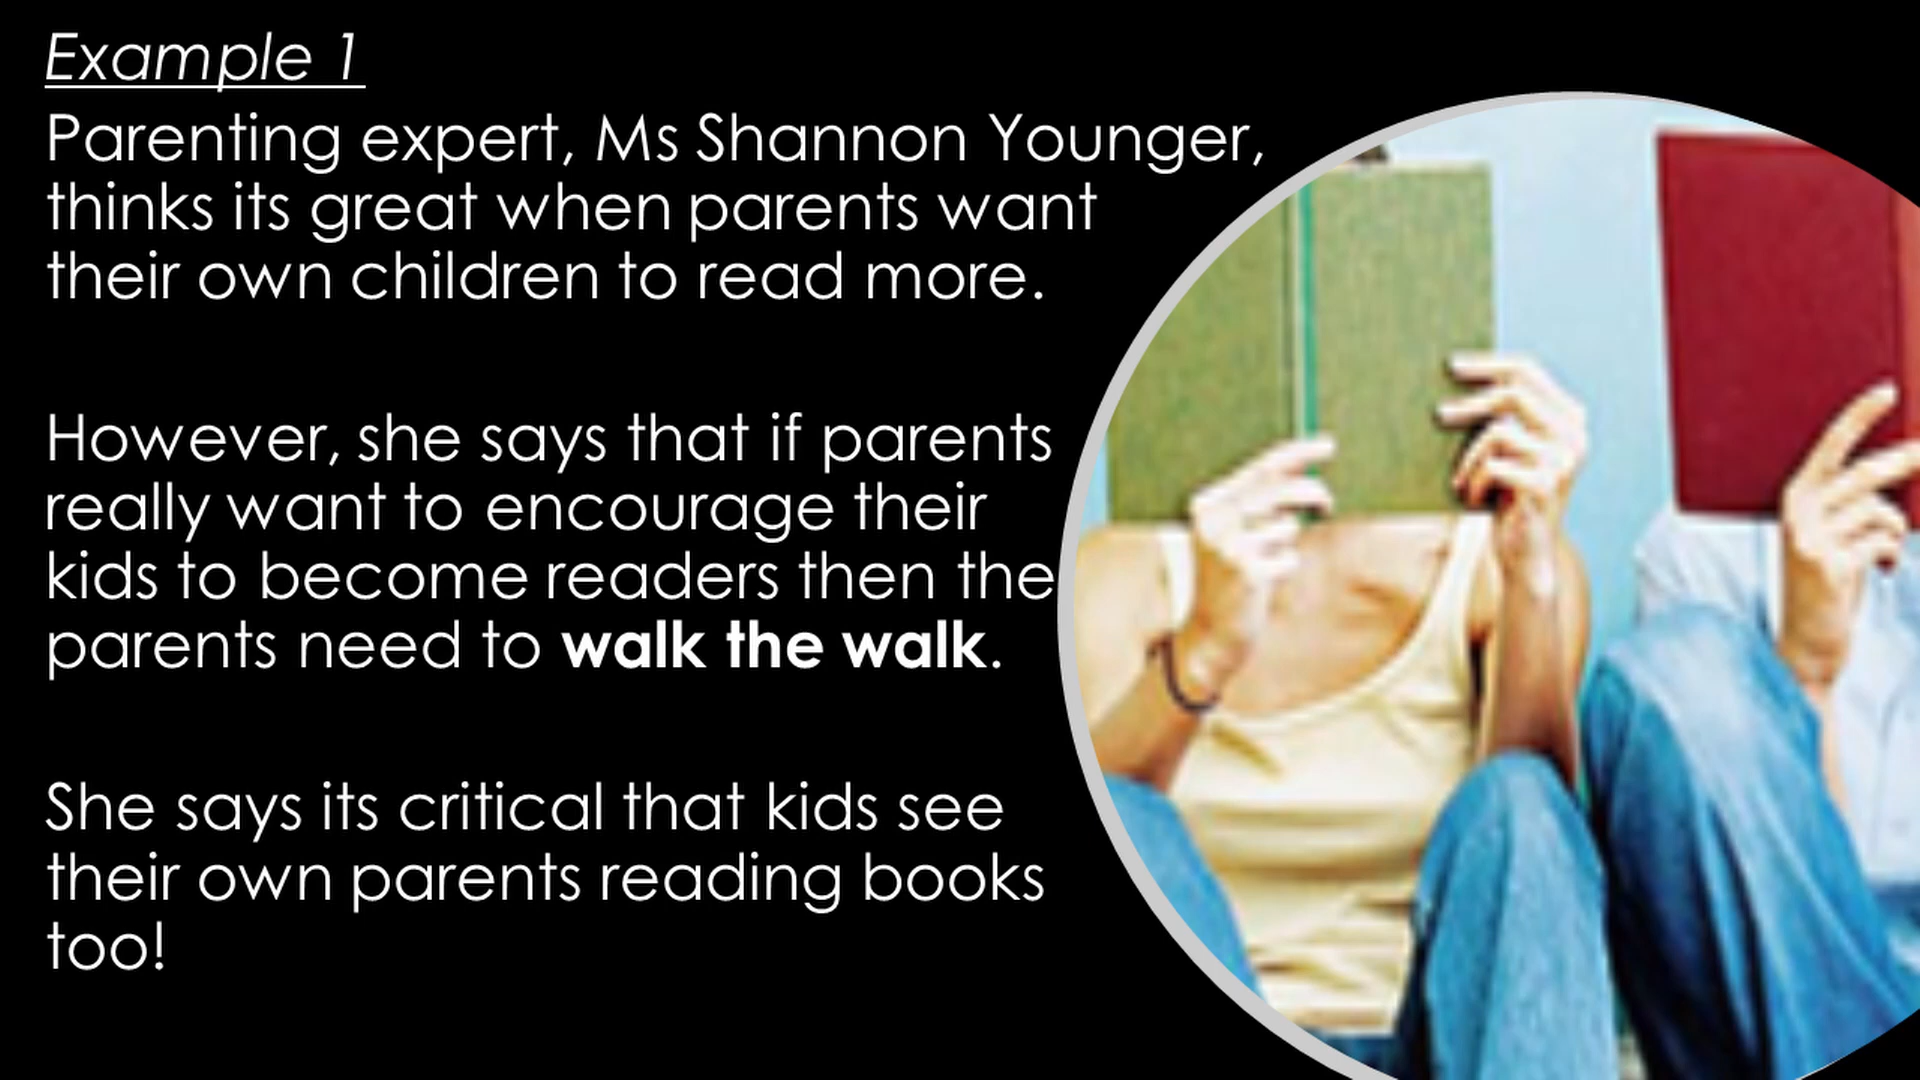 Example 1
Parenting expert, Ms Shannon Younger,
thinks its great when parents want
their own children to read more.
However, she says that if parents
really want to encourage their
kids to become readers then the
parents need to walk the walk.
She says its critical that kids see
their own parents reading books
too!